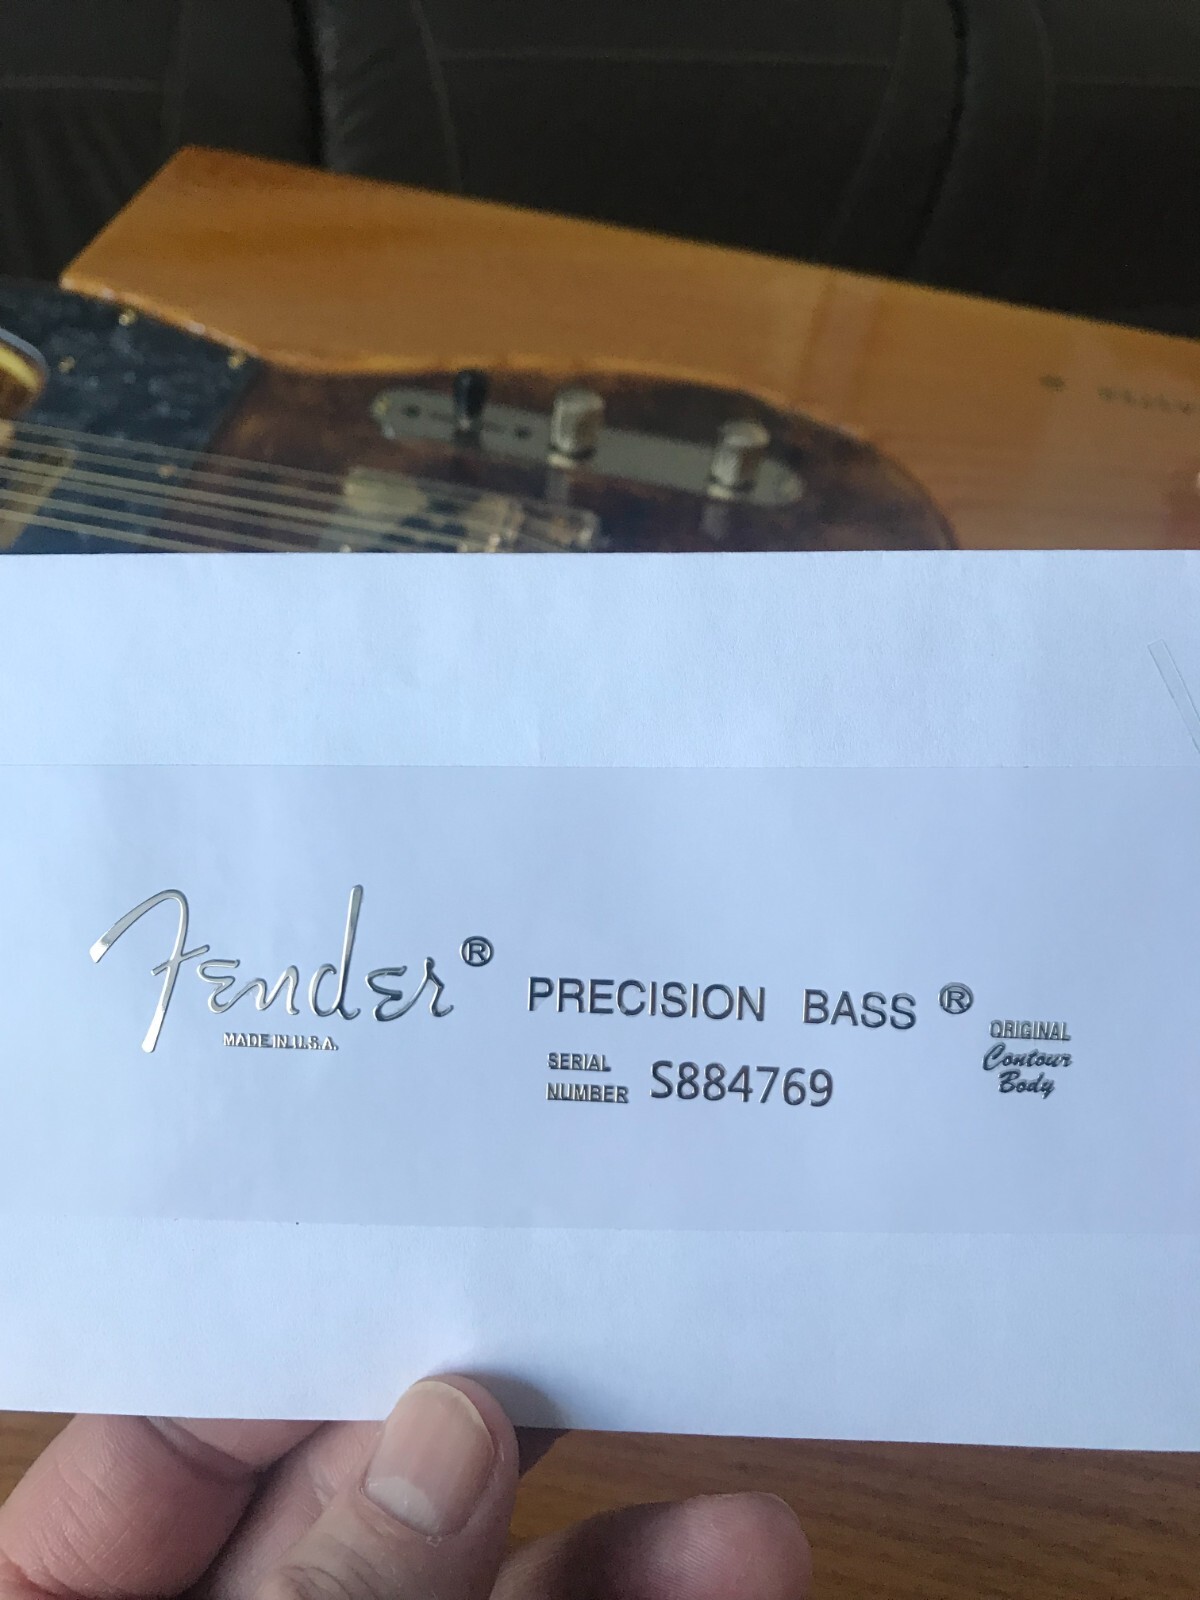 Fender® PRECISION BASS®
MADE IN U.S.A.
SERIAL NUMBER S884769
ORIGINAL
Contour
Body